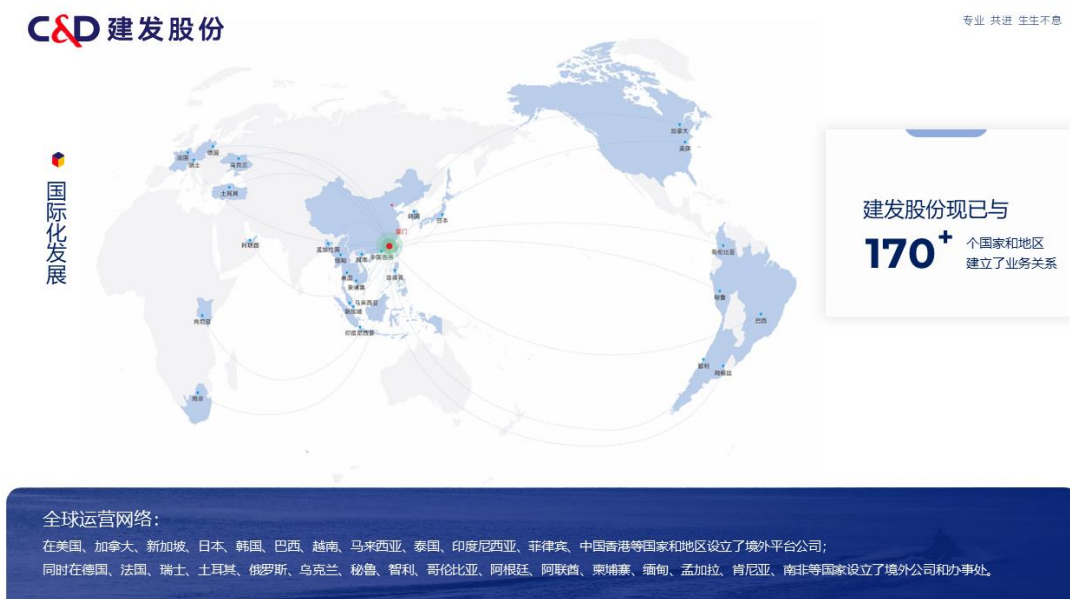 C&D 建发股份
专业 共进 生生不息
国际化发展
加拿大
美国
法国
德国
瑞士
乌克兰
土耳其
韩国
日本
厦门
阿联酋
孟加拉国
缅甸
越南
中国香港
泰国
菲律宾
柬埔寨
马来西亚
新加坡
印度尼西亚
肯尼亚
南非
哥伦比亚
秘鲁
巴西
智利
阿根廷
建发股份现已与
170+ 个国家和地区
建立了业务关系
全球运营网络：
在美国、加拿大、新加坡、日本、韩国、巴西、越南、马来西亚、泰国、印度尼西亚、菲律宾、中国香港等国家和地区设立了境外平台公司；
同时在德国、法国、瑞士、土耳其、俄罗斯、乌克兰、秘鲁、智利、哥伦比亚、阿根廷、阿联酋、柬埔寨、缅甸、孟加拉、肯尼亚、南非等国家设立了境外公司和办事处。